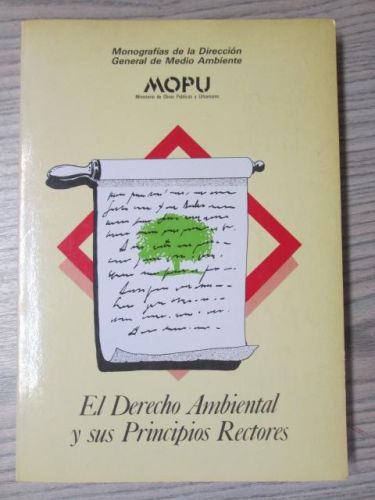 Monografías de la Dirección
General de Medio Ambiente
MOPU
Ministerio de Obras Públicas y Urbanismo
El Derecho Ambiental
y sus Principios Rectores